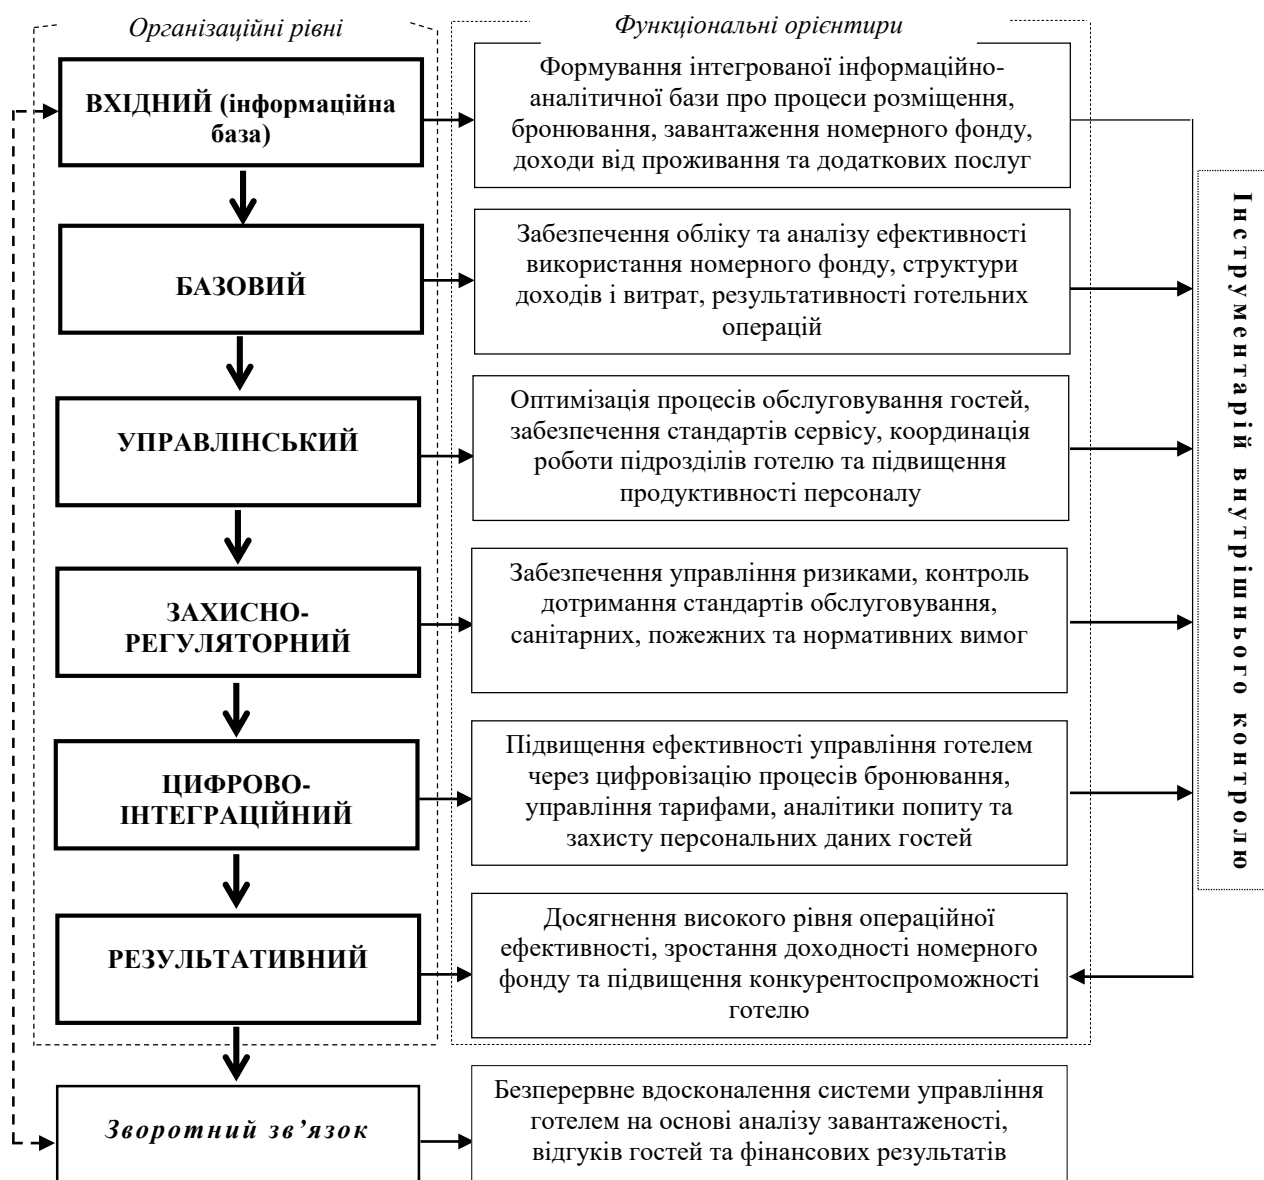 Організаційні рівні
Функціональні орієнтири
ВХІДНИЙ (інформаційна
база)
Формування інтегрованої інформаційно-
аналітичної бази про процеси розміщення,
бронювання, завантаження номерного фонду,
доходи від проживання та додаткових послуг
БАЗОВИЙ
Забезпечення обліку та аналізу ефективності
використання номерного фонду, структури
доходів і витрат, результативності готельних
операцій
УПРАВЛІНСЬКИЙ
Оптимізація процесів обслуговування гостей,
забезпечення стандартів сервісу, координація
роботи підрозділів готелю та підвищення
продуктивності персоналу
ЗАХИСНО-
РЕГУЛЯТОРНИЙ
Забезпечення управління ризиками, контроль
дотримання стандартів обслуговування,
санітарних, пожежних та нормативних вимог
ЦИФРОВО-
ІНТЕГРАЦІЙНИЙ
Підвищення ефективності управління готелем
через цифровізацію процесів бронювання,
управління тарифами, аналітики попиту та
захисту персональних даних гостей
РЕЗУЛЬТАТИВНИЙ
Досягнення високого рівня операційної
ефективності, зростання доходності номерного
фонду та підвищення конкурентоспроможності
готелю
Зворотний зв’язок
Безперервне вдосконалення системи управління
готелем на основі аналізу завантаженості,
відгуків гостей та фінансових результатів
Інструментарій внутрішнього контролю